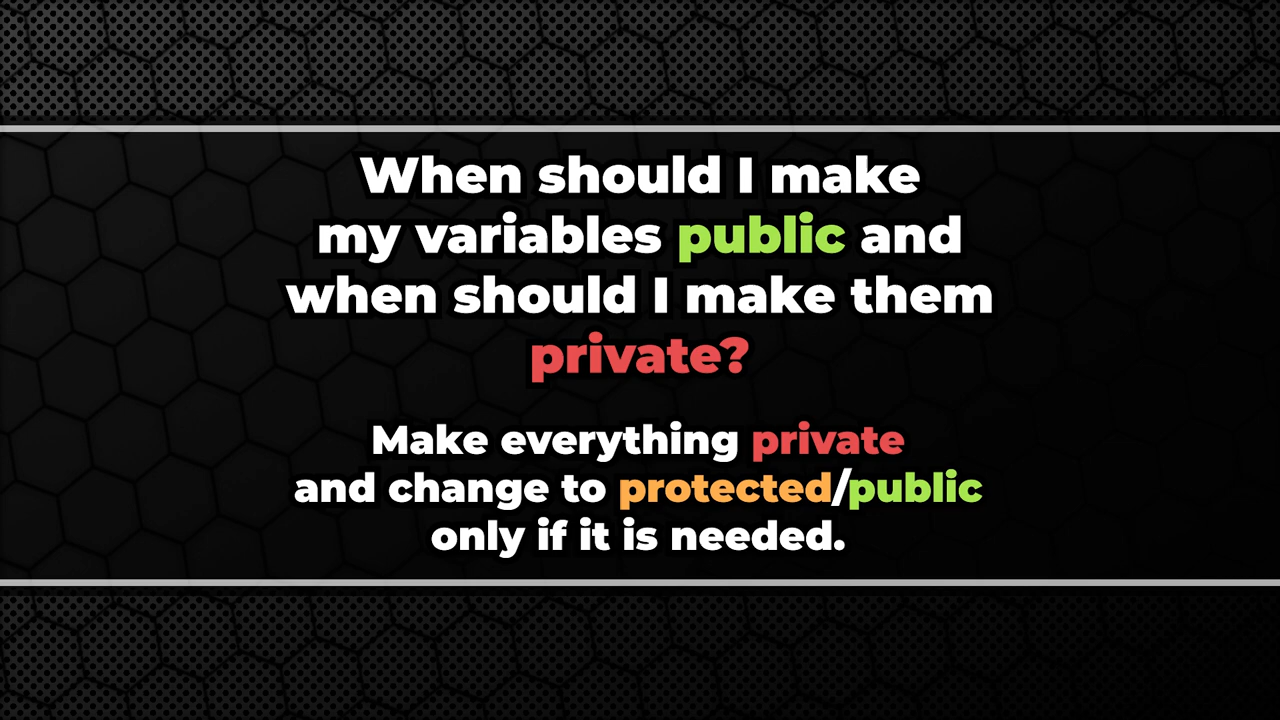 When should I make
my variables public and
when should I make them
private?
Make everything private
and change to protected/public
only if it is needed.